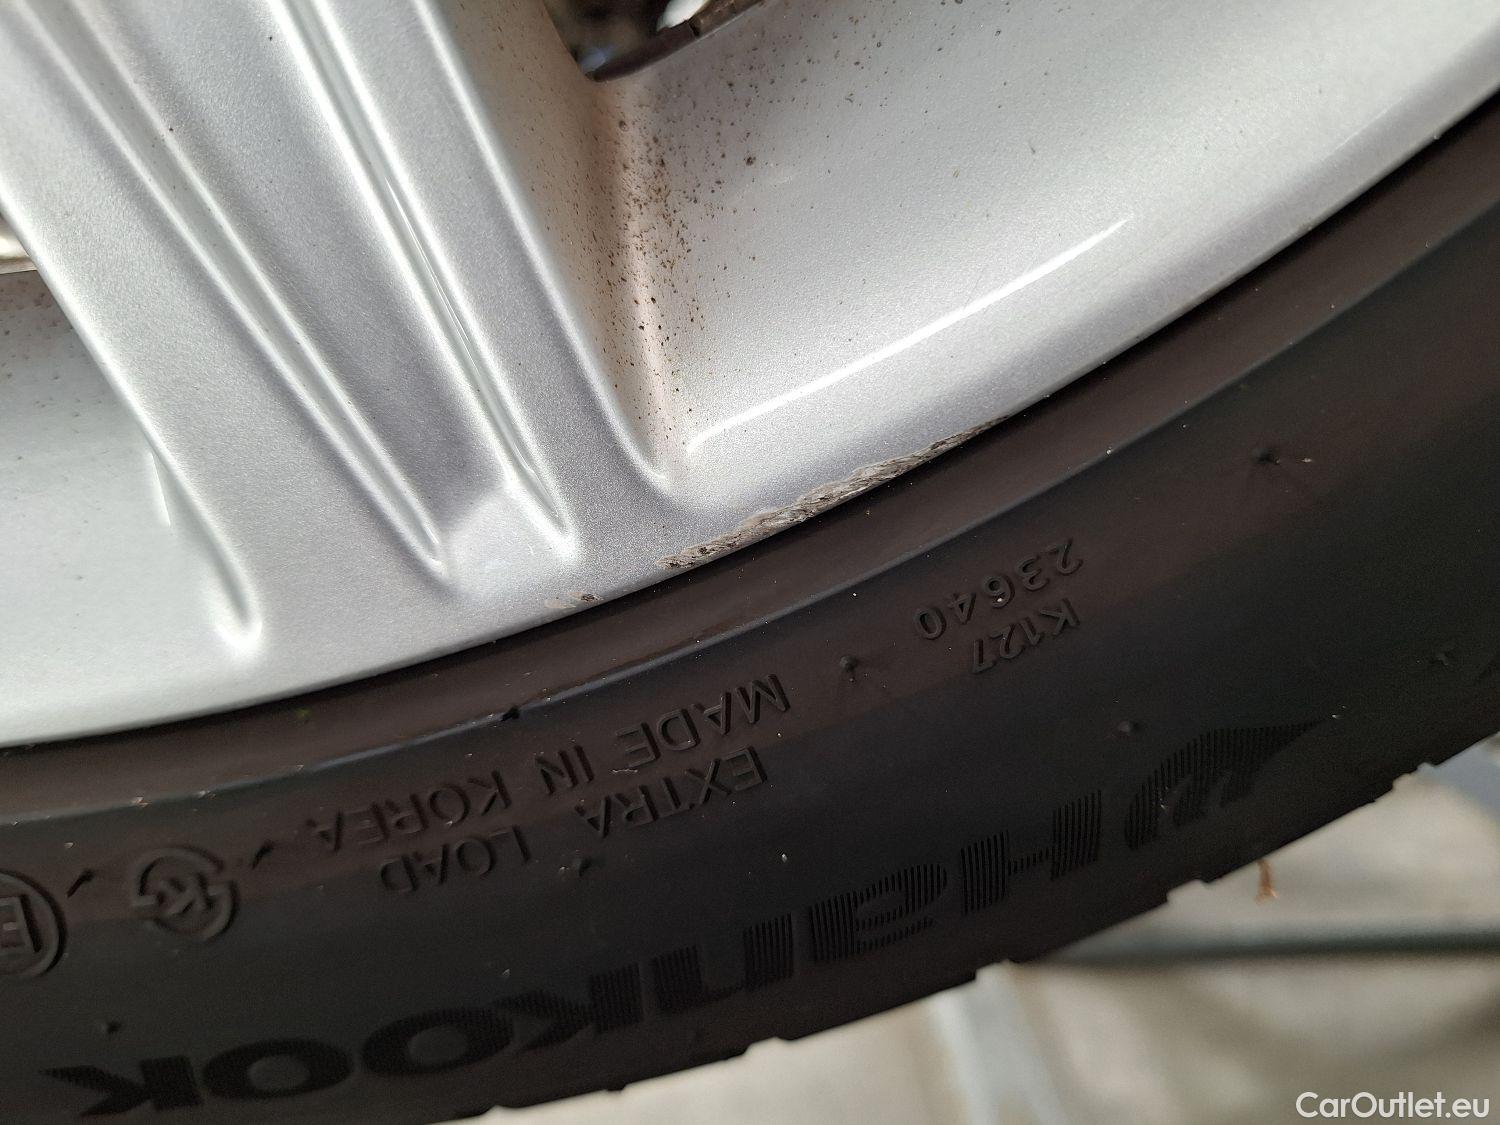 23640
K127
MADE IN KOREA
EXTRA LOAD
K
E
Hankook
CarOutlet.eu